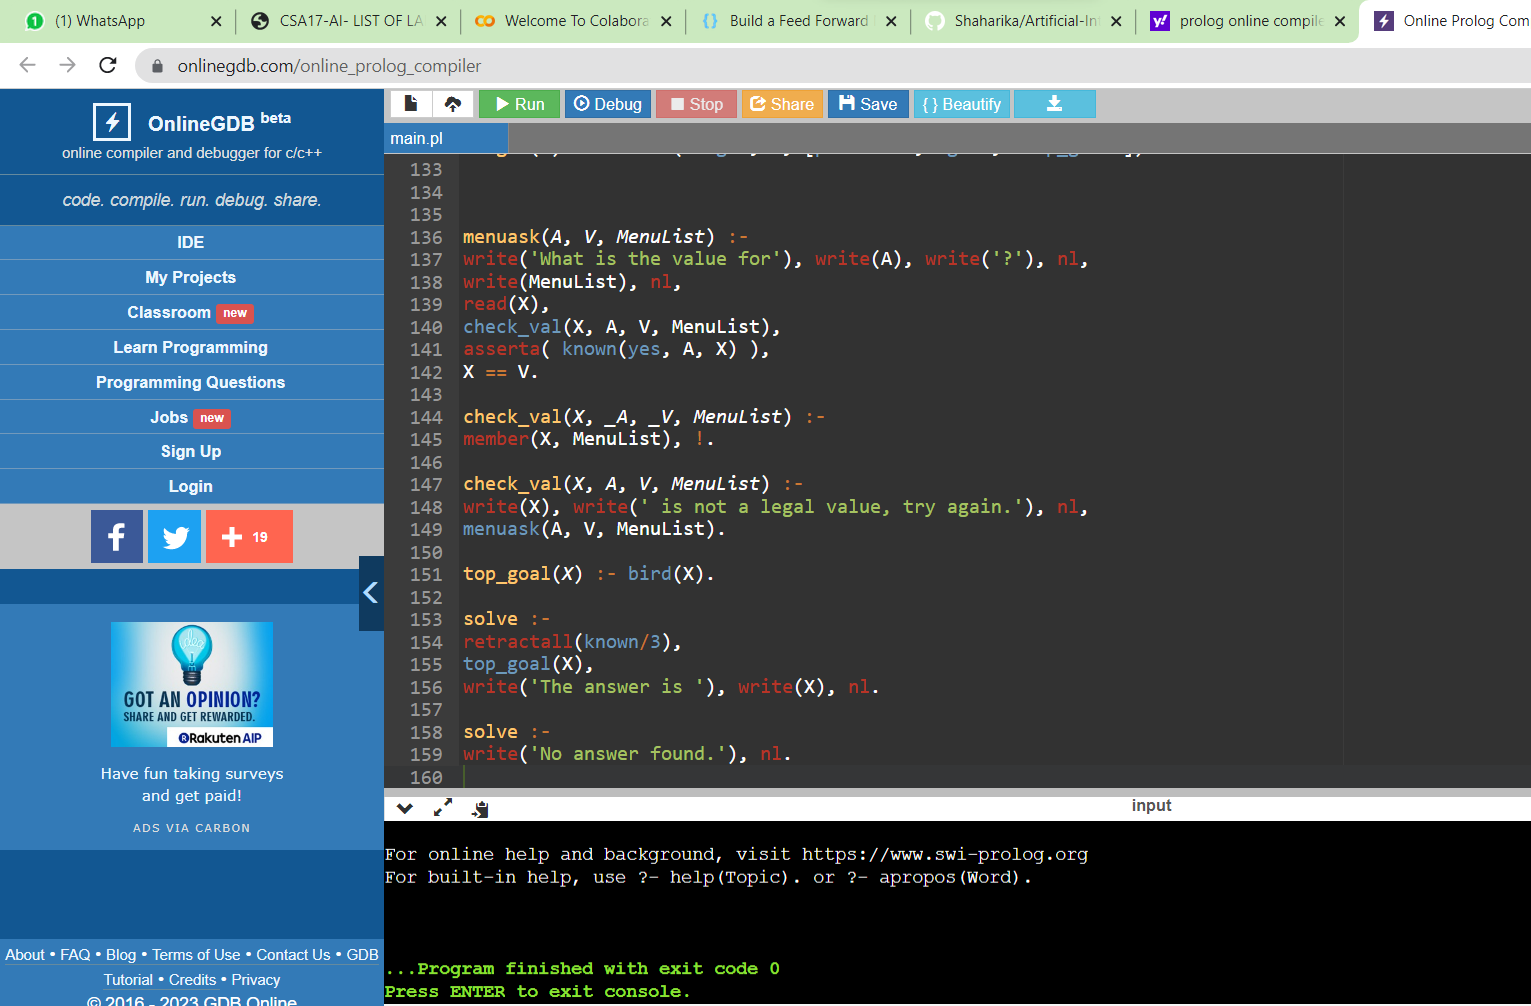 (1) WhatsApp
CSA17-AI- LIST OF LA
Welcome To Colabora
Build a Feed Forward
Shaharika/Artificial-Int
prolog online compile
Online Prolog Com
onlinegdb.com/online_prolog_compiler
OnlineGDB beta
online compiler and debugger for c/c++
code. compile. run. debug. share.
IDE
My Projects
Classroom new
Learn Programming
Programming Questions
Jobs new
Sign Up
Login
19
GOT AN OPINION?
SHARE AND GET REWARDED.
Rakuten AIP
Have fun taking surveys
and get paid!
ADS VIA CARBON
About • FAQ • Blog • Terms of Use • Contact Us • GDB
Tutorial • Credits • Privacy
© 2016 - 2023 GDB Online
Run Debug Stop Share Save { } Beautify
main.pl
133
134
135
136 menuask(A, V, MenuList) :-
137 write('What is the value for'), write(A), write('?'), nl,
138 write(MenuList), nl,
139 read(X),
140 check_val(X, A, V, MenuList),
141 asserta( known(yes, A, X) ),
142 X == V.
143
144 check_val(X, _A, _V, MenuList) :-
145 member(X, MenuList), !.
146
147 check_val(X, A, V, MenuList) :-
148 write(X), write(' is not a legal value, try again.'), nl,
149 menuask(A, V, MenuList).
150
151 top_goal(X) :- bird(X).
152
153 solve :-
154 retractall(known/3),
155 top_goal(X),
156 write('The answer is '), write(X), nl.
157
158 solve :-
159 write('No answer found.'), nl.
160
input
For online help and background, visit https://www.swi-prolog.org
For built-in help, use ?- help(Topic). or ?- apropos(Word).
...Program finished with exit code 0
Press ENTER to exit console.